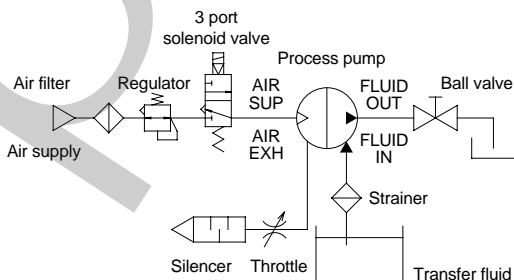 3 port
solenoid valve
Process pump
Air filter
Regulator
AIR
SUP
FLUID
OUT
Ball valve
Air supply
AIR
EXH
FLUID
IN
Strainer
Silencer
Throttle
Transfer fluid